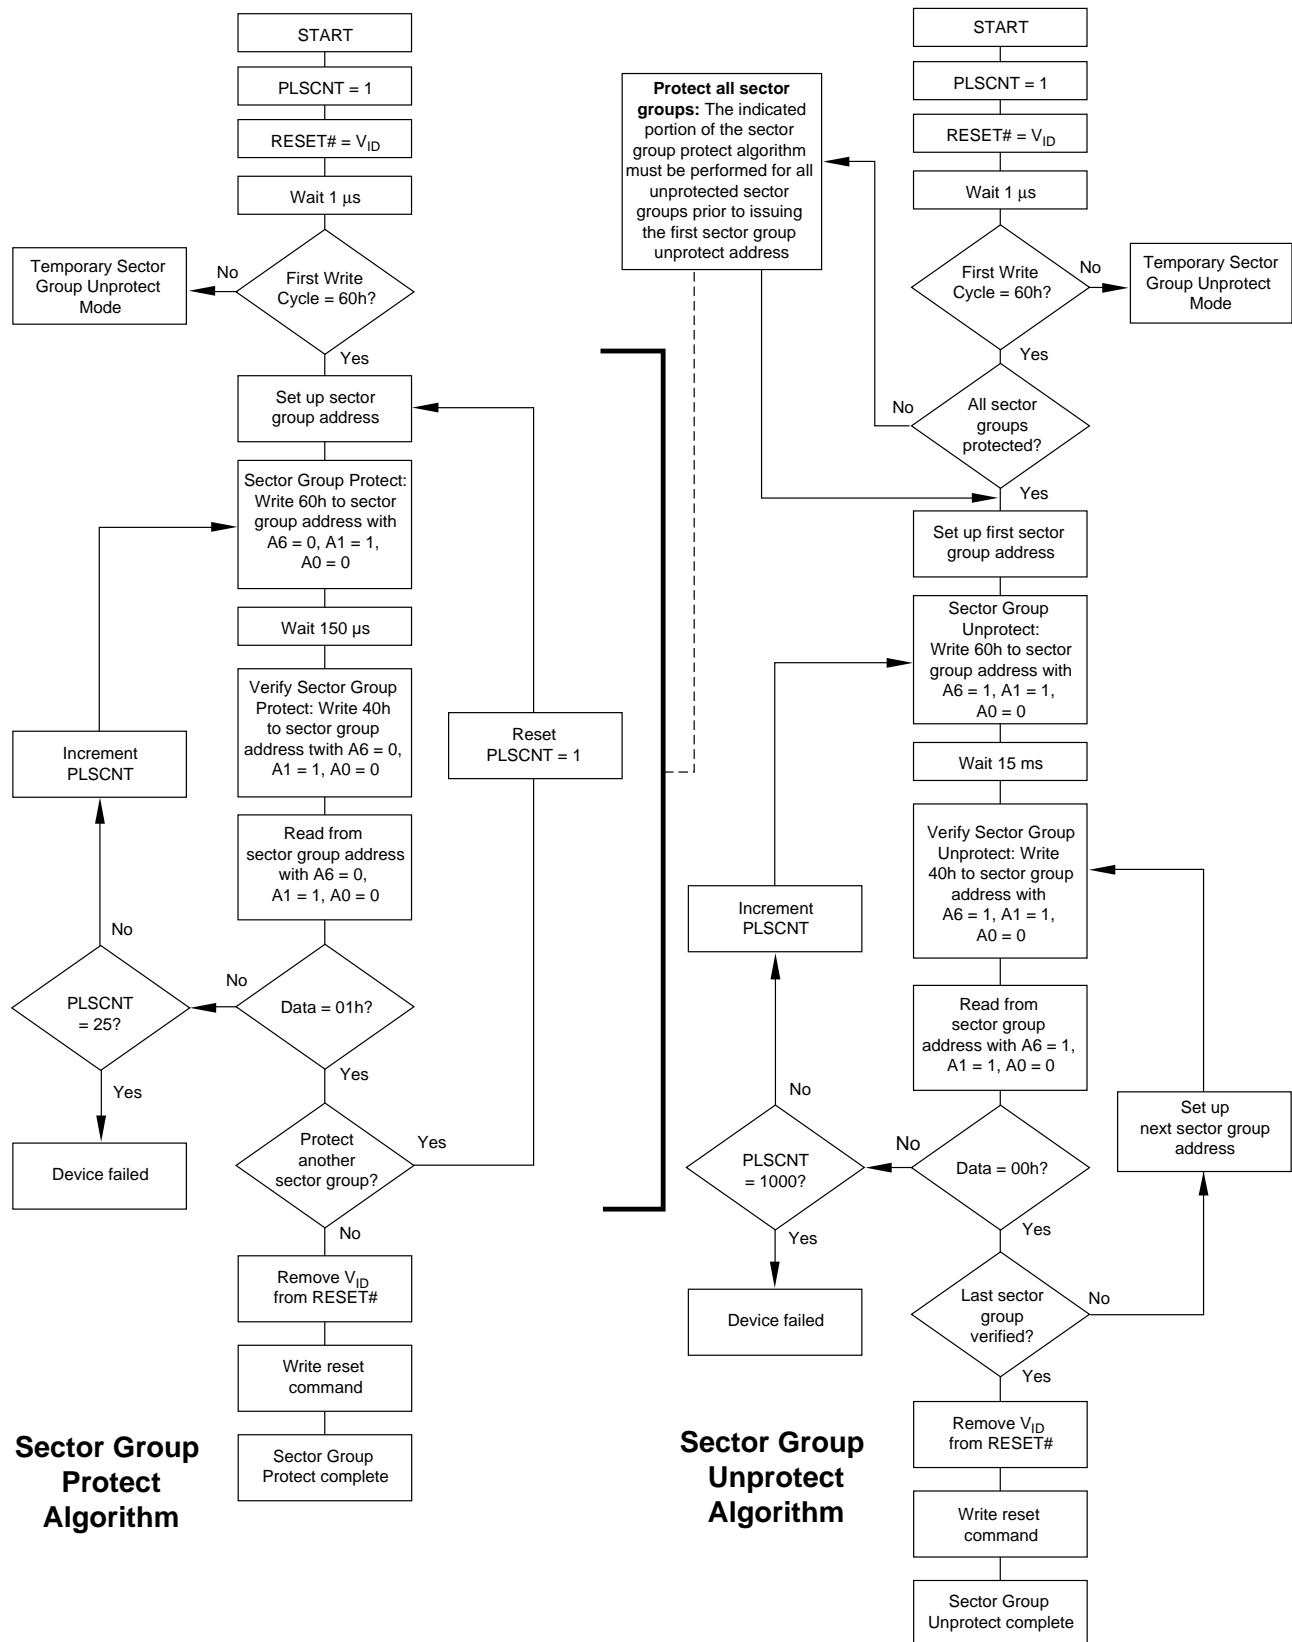 START
PLSCNT = 1
RESET# = VID
Wait 1 μs
First Write
Cycle = 60h?
No
Temporary Sector
Group Unprotect
Mode
Yes
Set up sector
group address
Sector Group Protect:
Write 60h to sector
group address with
A6 = 0, A1 = 1,
A0 = 0
Wait 150 µs
Verify Sector Group
Protect: Write 40h
to sector group
address twith A6 = 0,
A1 = 1, A0 = 0
Reset
PLSCNT = 1
Increment
PLSCNT
Read from
sector group address
with A6 = 0,
A1 = 1, A0 = 0
No
No
PLSCNT
= 25?
Data = 01h?
Yes
Yes
Device failed
Protect
another
sector group?
Yes
No
Remove VID
from RESET#
Write reset
command
Sector Group
Protect complete
Sector Group
Protect
Algorithm
Protect all sector
groups: The indicated
portion of the sector
group protect algorithm
must be performed for all
unprotected sector
groups prior to issuing
the first sector group
unprotect address
START
PLSCNT = 1
RESET# = VID
Wait 1 μs
First Write
Cycle = 60h?
No
Temporary Sector
Group Unprotect
Mode
Yes
No
All sector
groups
protected?
Yes
Set up first sector
group address
Sector Group
Unprotect:
Write 60h to sector
group address with
A6 = 1, A1 = 1,
A0 = 0
Wait 15 ms
Verify Sector Group
Unprotect: Write
40h to sector group
address with
A6 = 1, A1 = 1,
A0 = 0
Increment
PLSCNT
Read from
sector group
address with A6 = 1,
A1 = 1, A0 = 0
No
No
Set up
next sector group
address
PLSCNT
= 1000?
Data = 00h?
Yes
Yes
Device failed
Last sector
group
verified?
No
Yes
Remove VID
from RESET#
Write reset
command
Sector Group
Unprotect complete
Sector Group
Unprotect
Algorithm